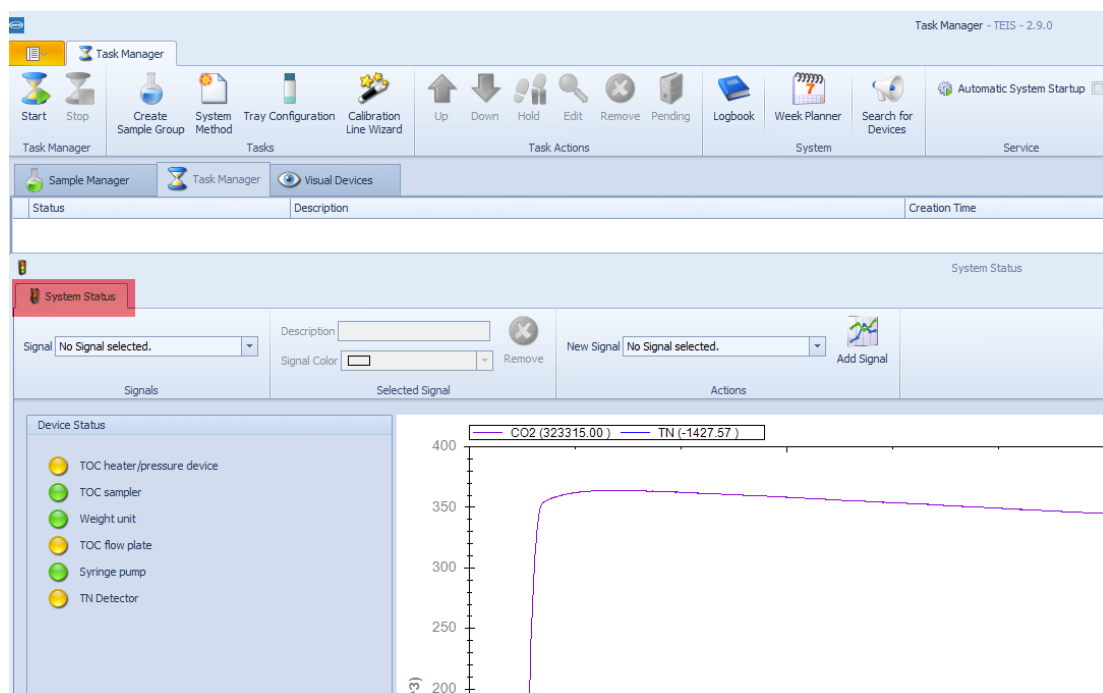 Task Manager - TEIS - 2.9.0
Task Manager
Start Stop Create Sample Group System Method Tray Configuration Calibration Line Wizard Up Down Hold Edit Remove Pending Logbook Week Planner Search for Devices Automatic System Startup
Task Manager Tasks Task Actions System Service
Sample Manager Task Manager Visual Devices
Status Description Creation Time
System Status
System Status
Description
Signal No Signal selected. New Signal No Signal selected.
Signal Color Remove Add Signal
Signals Selected Signal Actions
Device Status
CO2 (323315.00 ) TN (-1427.57 )
400
TOC heater/pressure device
TOC sampler
350
Weight unit
TOC flow plate
300
Syringe pump
TN Detector
250
200